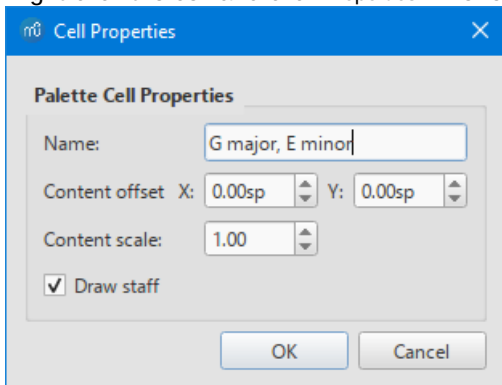 Cell Properties
Palette Cell Properties
Name: G major, E minor
Content offset X: 0.00sp Y: 0.00sp
Content scale: 1.00
Draw staff
OK Cancel